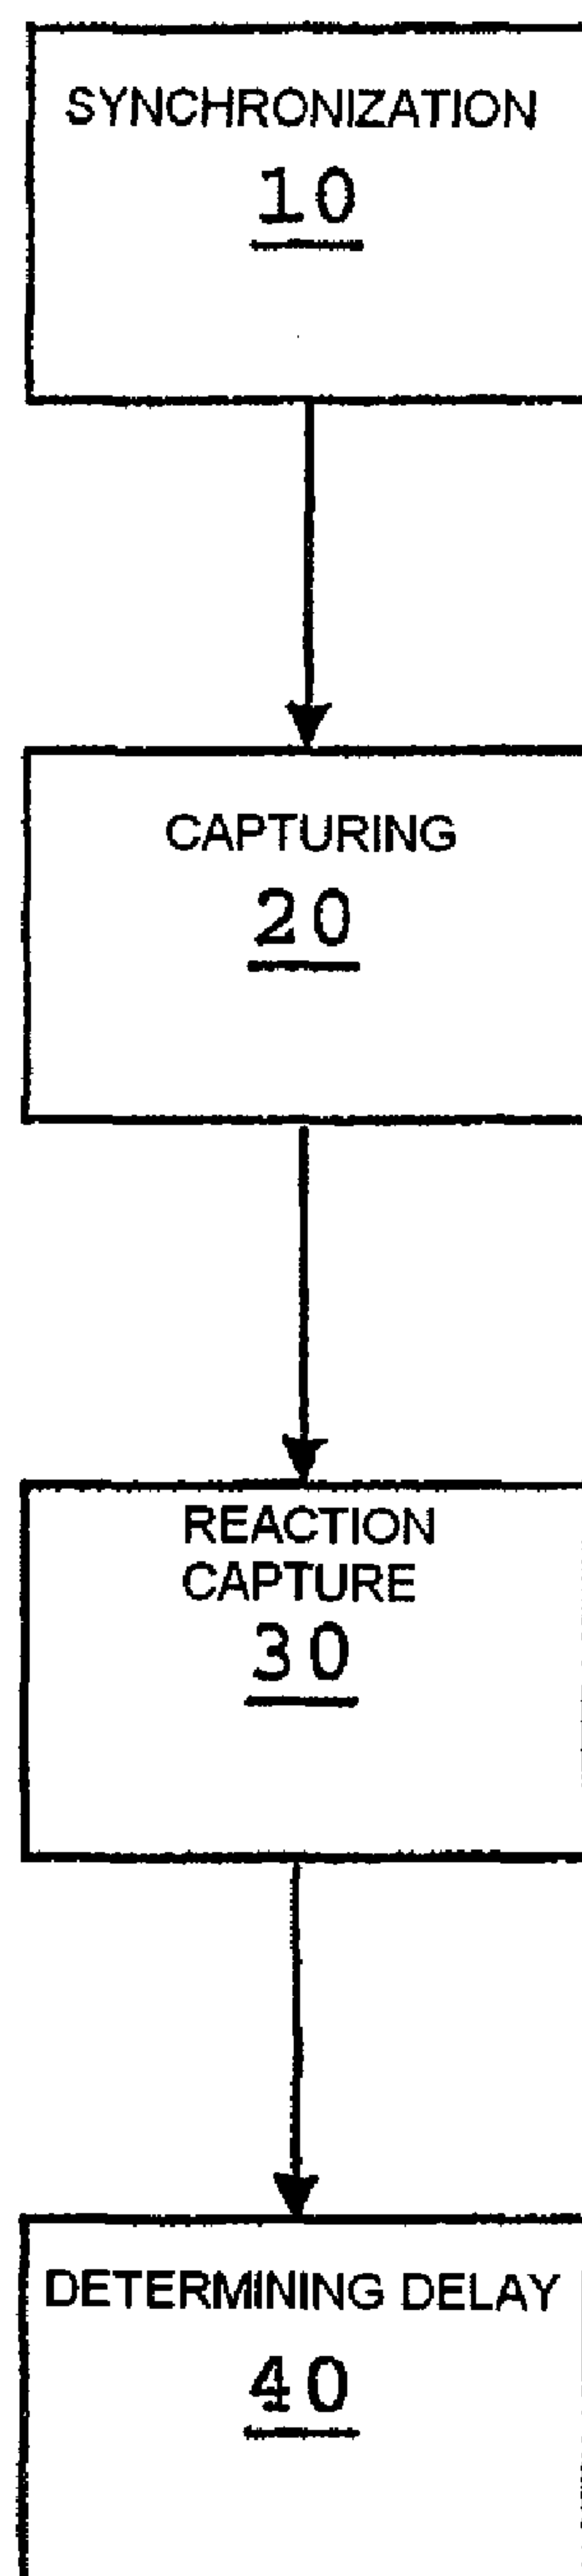 SYNCHRONIZATION
10
CAPTURING
20
REACTION
CAPTURE
30
DETERMINING DELAY
40